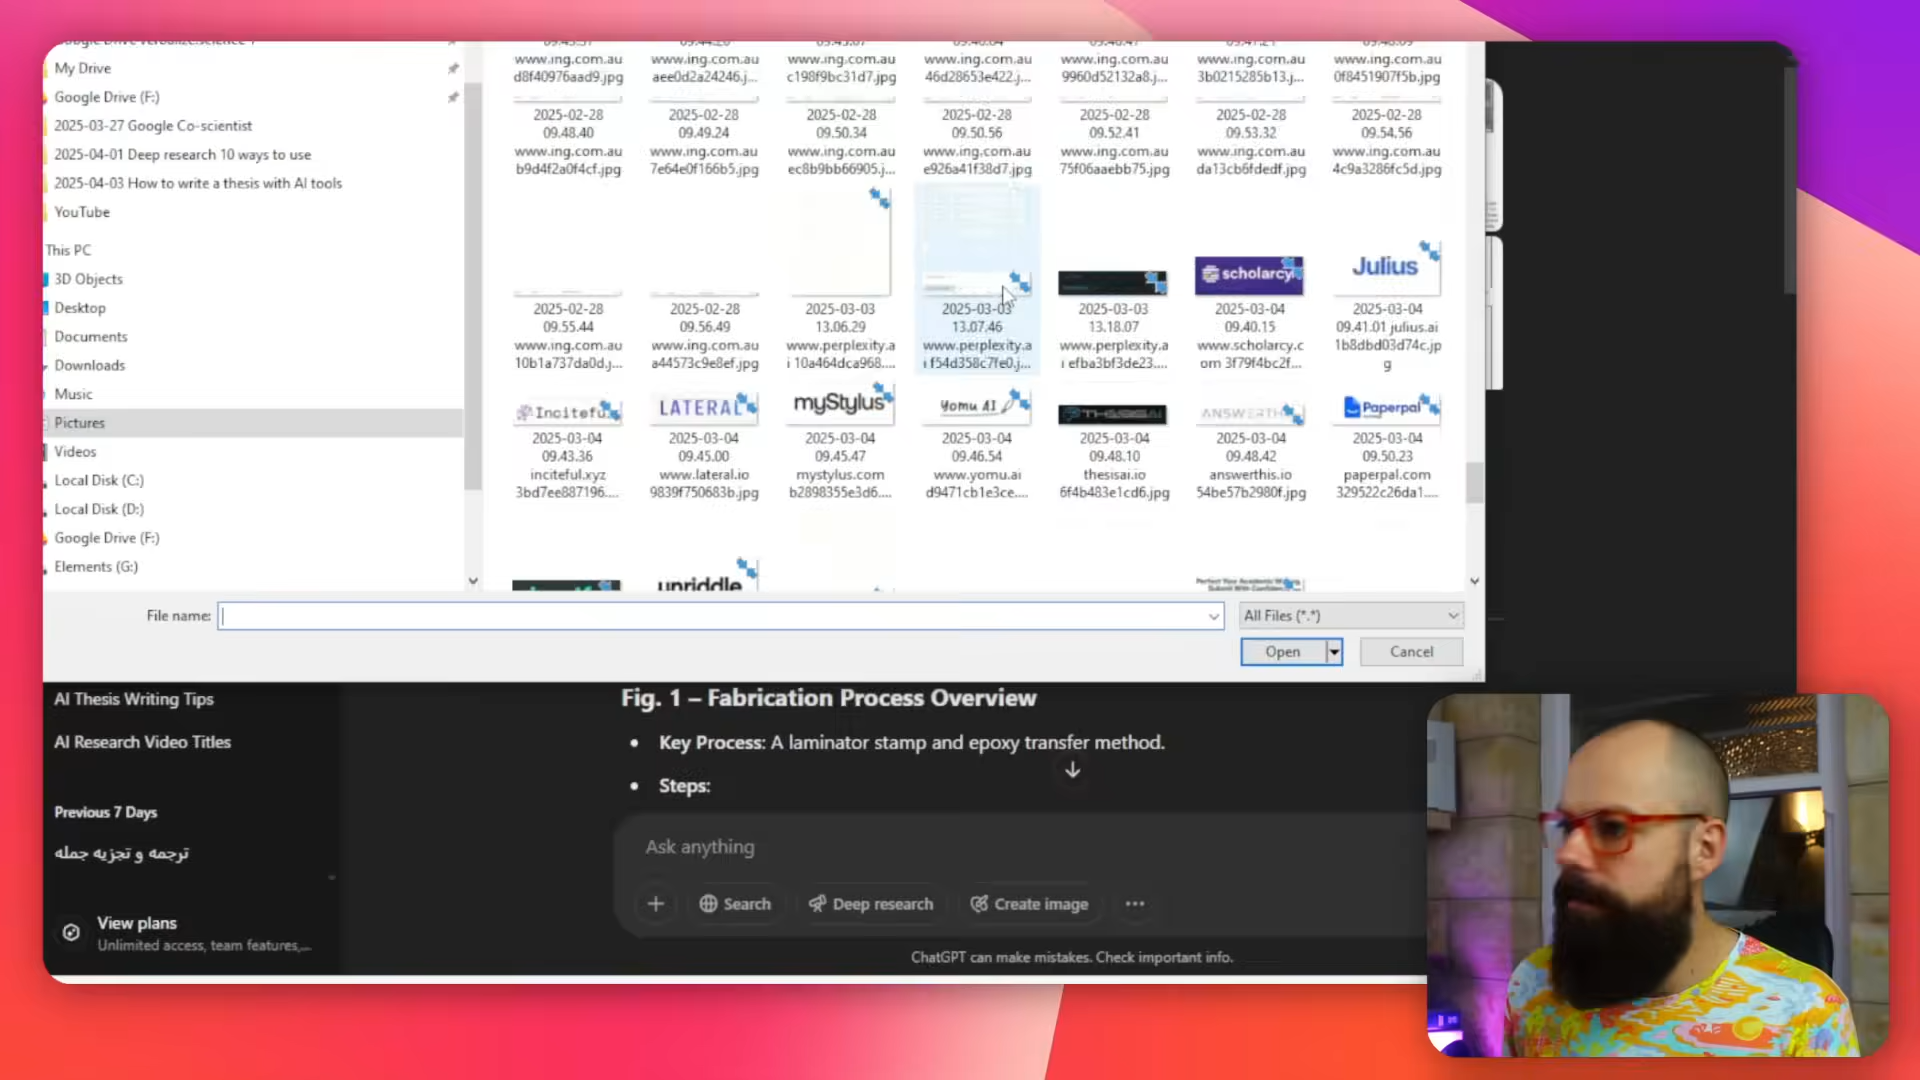 My Drive
Google Drive (F:)
2025-03-27 Google Co-scientist
2025-04-01 Deep research 10 ways to use
2025-04-03 How to write a thesis with AI tools
YouTube
This PC
3D Objects
Desktop
Documents
Downloads
Music
Pictures
Videos
Local Disk (C:)
Local Disk (D:)
Google Drive (F:)
Elements (G:)
www.ing.com.au www.ing.com.au www.ing.com.au www.ing.com.au www.ing.com.au www.ing.com.au www.ing.com.au
d8f40976aad9.jpg aee0d2a24246.j... c198f9bc31d7.jpg 46d28653e422.j... 9960d52132a8.j... 3b0215285b13.j... 0f8451907f5b.jpg
2025-02-28 2025-02-28 2025-02-28 2025-02-28 2025-02-28 2025-02-28 2025-02-28
09.48.40 09.49.24 09.50.34 09.50.56 09.52.41 09.53.32 09.54.56
www.ing.com.au www.ing.com.au www.ing.com.au www.ing.com.au www.ing.com.au www.ing.com.au www.ing.com.au
b9d4f2a0f4cf.jpg 7e64e0f166b5.jpg ec8b9bb66905.j... e926a41f38d7.jpg 75f06aaebb75.jpg da13cb6fdedf.jpg 4c9a3286fc5d.jpg
scholarcy Julius
2025-02-28 2025-02-28 2025-03-03 2025-03-03 2025-03-03 2025-03-04 2025-03-04
09.55.44 09.56.49 13.06.29 13.07.46 13.18.07 09.40.15 09.41.01 julius.ai
www.ing.com.au www.ing.com.au www.perplexity.a www.perplexity.a www.perplexity.a www.scholarcy.c 1b8dbd03d74c.jp
10b1a737da0d.j... a44573c9e8ef.jpg i 10a464dca968.... i f54d358c7fe0.j... i efba3bf3de23.... om 3f79f4bc2f... g
LATERAL myStylus Yomu AI THESISAI Paperpal
2025-03-04 2025-03-04 2025-03-04 2025-03-04 2025-03-04 2025-03-04 2025-03-04
09.43.36 09.45.00 09.45.47 09.46.54 09.48.10 09.48.42 09.50.23
inciteful.xyz www.lateral.io mystylus.com www.yomu.ai thesisai.io answerthis.io paperpal.com
3bd7ee887196.... 9839f750683b.jpg b2898355e3d6.... d9471cb1e3ce.... 6f4b483e1cd6.jpg 54be57b2980f.jpg 329522c26da1....
unriddle
File name:
All Files (*.*)
Open
Cancel
AI Thesis Writing Tips
AI Research Video Titles
Previous 7 Days
ترجمه و تجزیه جمله
View plans
Unlimited access, team features,...
Fig. 1 – Fabrication Process Overview
• Key Process: A laminator stamp and epoxy transfer method.
• Steps:
Ask anything
Search
Deep research
Create image
ChatGPT can make mistakes. Check important info.